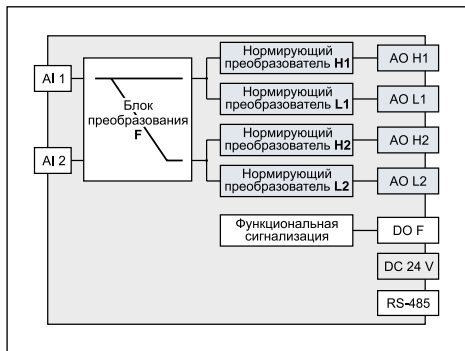 AI 1
AI 2
Блок
преобразования
F
Нормирующий
преобразователь H1
AO H1
Нормирующий
преобразователь L1
AO L1
Нормирующий
преобразователь H2
AO H2
Нормирующий
преобразователь L2
AO L2
Функциональная
сигнализация
DO F
DC 24 V
RS-485